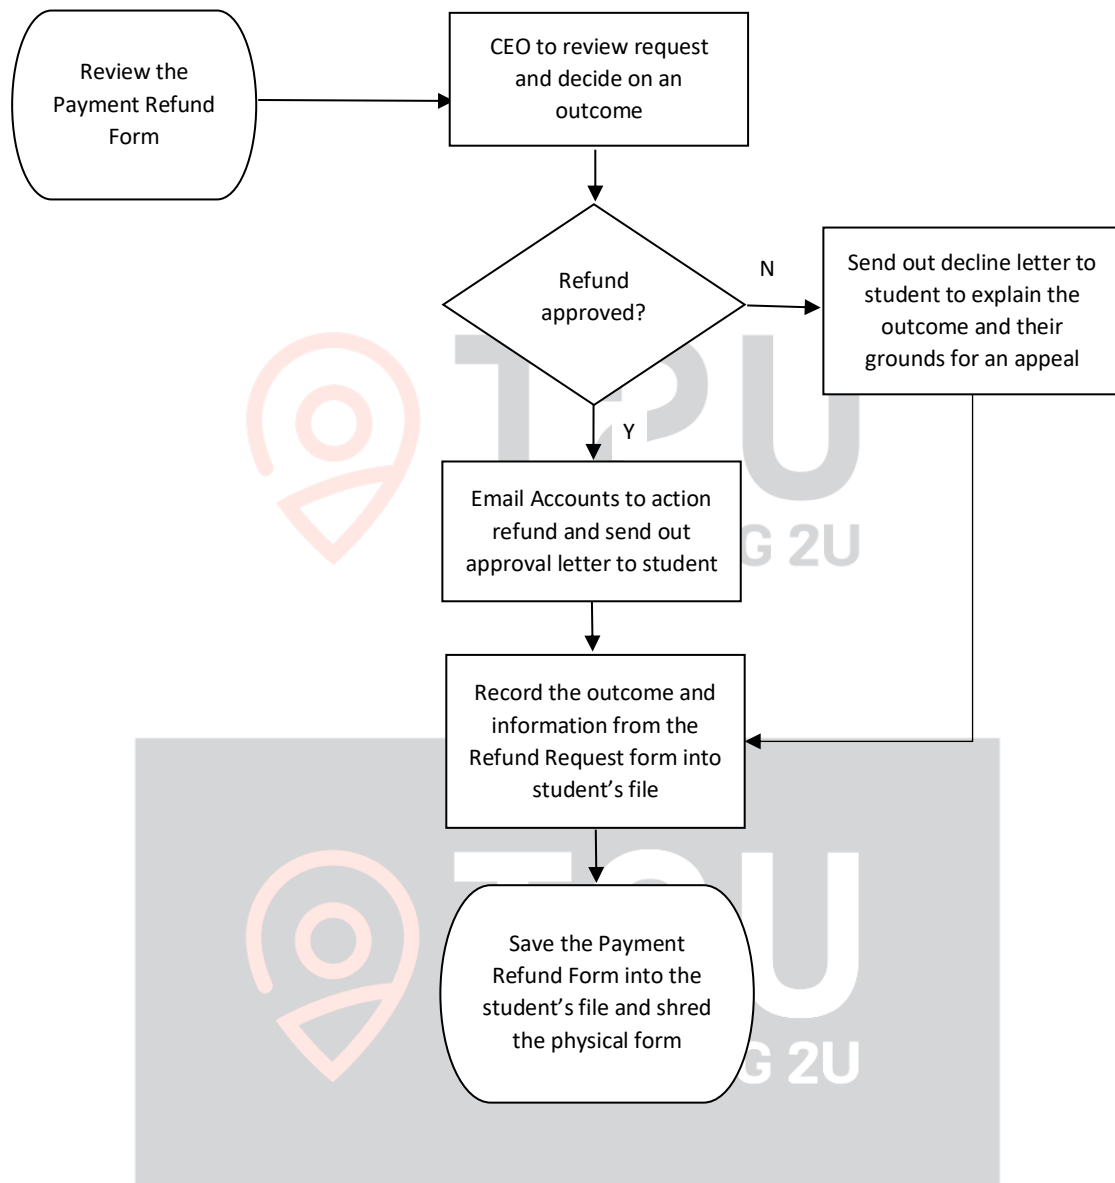 Review the
Payment Refund
Form
CEO to review request
and decide on an
outcome
Refund
approved?
N
Send out decline letter to
student to explain the
outcome and their
grounds for an appeal
Y
Email Accounts to action
refund and send out
approval letter to student
G 2U
Record the outcome and
information from the
Refund Request form into
student’s file
Save the Payment
Refund Form into the
student’s file and shred
the physical form
G 2U